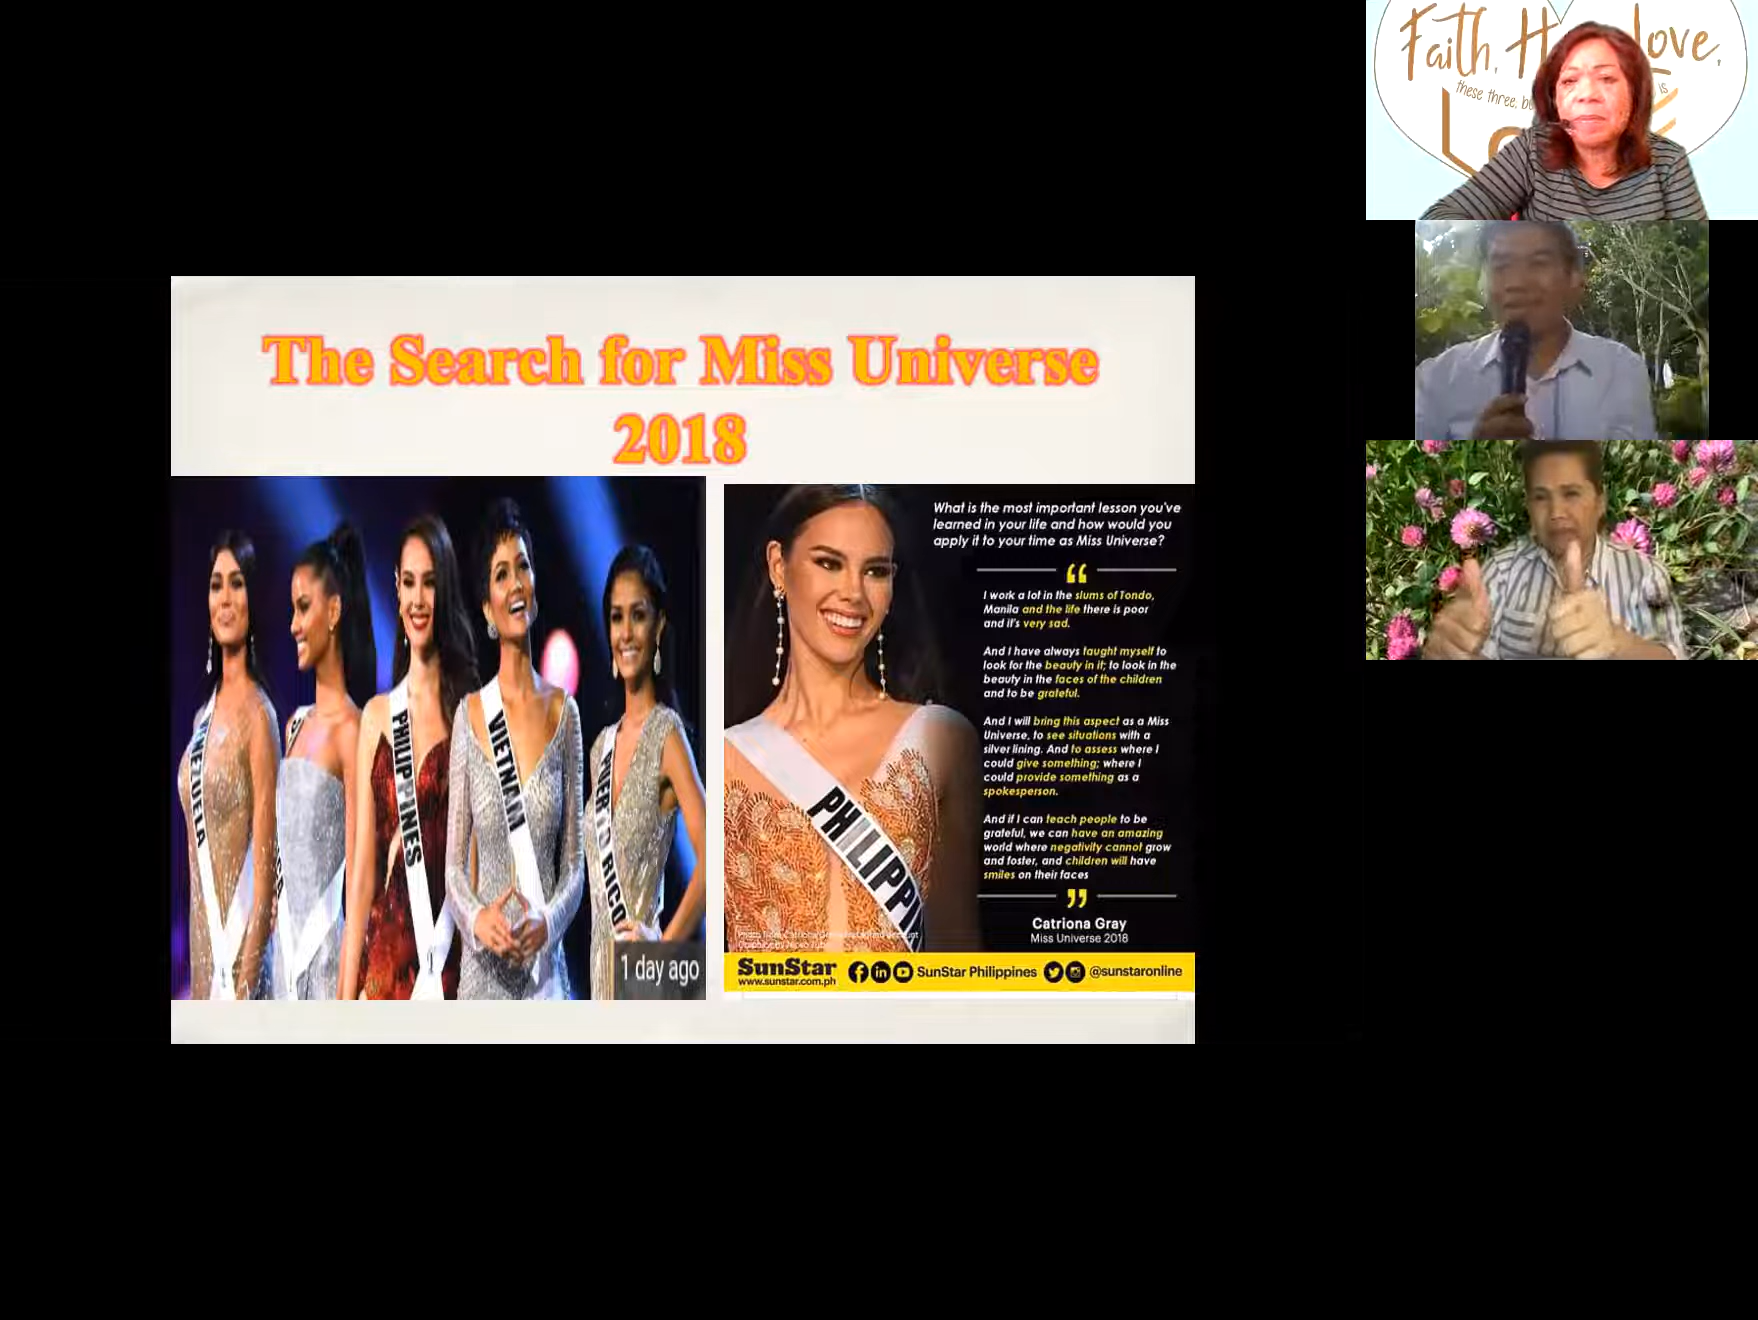 The Search for Miss Universe
2018
VENEZUELA
PHILIPPINES
VIETNAM
PUERTO RICO
1 day ago
What is the most important lesson you've
learned in your life and how would you
apply it to your time as Miss Universe?
“
I work a lot in the slums of Tondo,
Manila and the life there is poor
and it's very sad.
And I have always taught myself to
look for the beauty in it; to look in the
beauty in the faces of the children
and to be grateful.
And I will bring this aspect as a Miss
Universe, to see situations with a
silver lining. And to assess where I
could give something; where I
could provide something as a
spokesperson.
And if I can teach people to be
grateful, we can have an amazing
world where negativity cannot grow
and foster, and children will have
smiles on their faces
”
Catriona Gray
Miss Universe 2018
PHILIPPI
SunStar
www.sunstar.com.ph
SunStar Philippines
@sunstaronline
Faith, Love,
these three, is